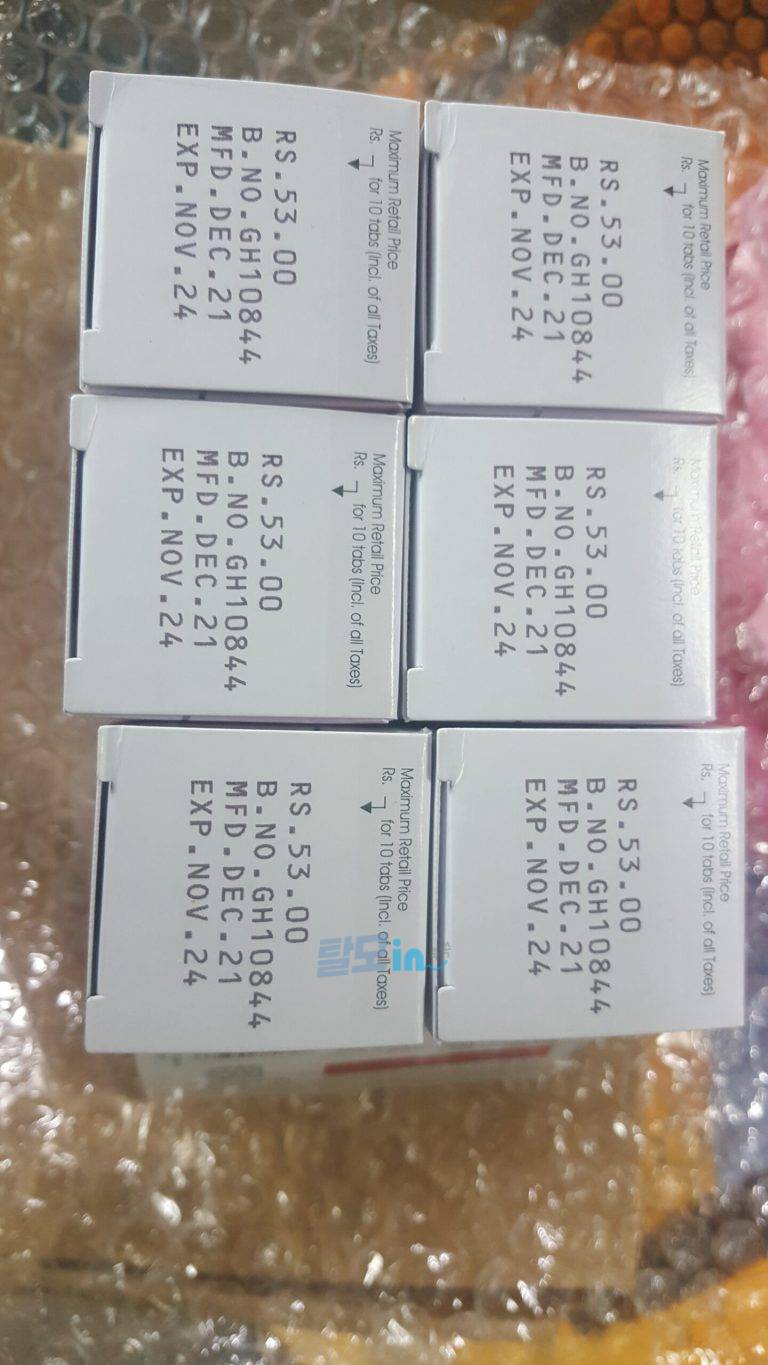 Maximum Retail Price
Rs. for 10 tabs (Incl. of all Taxes)
RS.53.00
B.NO.GH10844
MFD.DEC.21
EXP.NOV.24
Maximum Retail Price
Rs. for 10 tabs (Incl. of all Taxes)
RS.53.00
B.NO.GH10844
MFD.DEC.21
EXP.NOV.24
Maximum Retail Price
Rs. for 10 tabs (Incl. of all Taxes)
RS.53.00
B.NO.GH10844
MFD.DEC.21
EXP.NOV.24
Maximum Retail Price
Rs. for 10 tabs (Incl. of all Taxes)
RS.53.00
B.NO.GH10844
MFD.DEC.21
EXP.NOV.24
Maximum Retail Price
Rs. for 10 tabs (Incl. of all Taxes)
RS.53.00
B.NO.GH10844
MFD.DEC.21
EXP.NOV.24
Maximum Retail Price
Rs. for 10 tabs (Incl. of all Taxes)
RS.53.00
B.NO.GH10844
MFD.DEC.21
EXP.NOV.24
탈모in